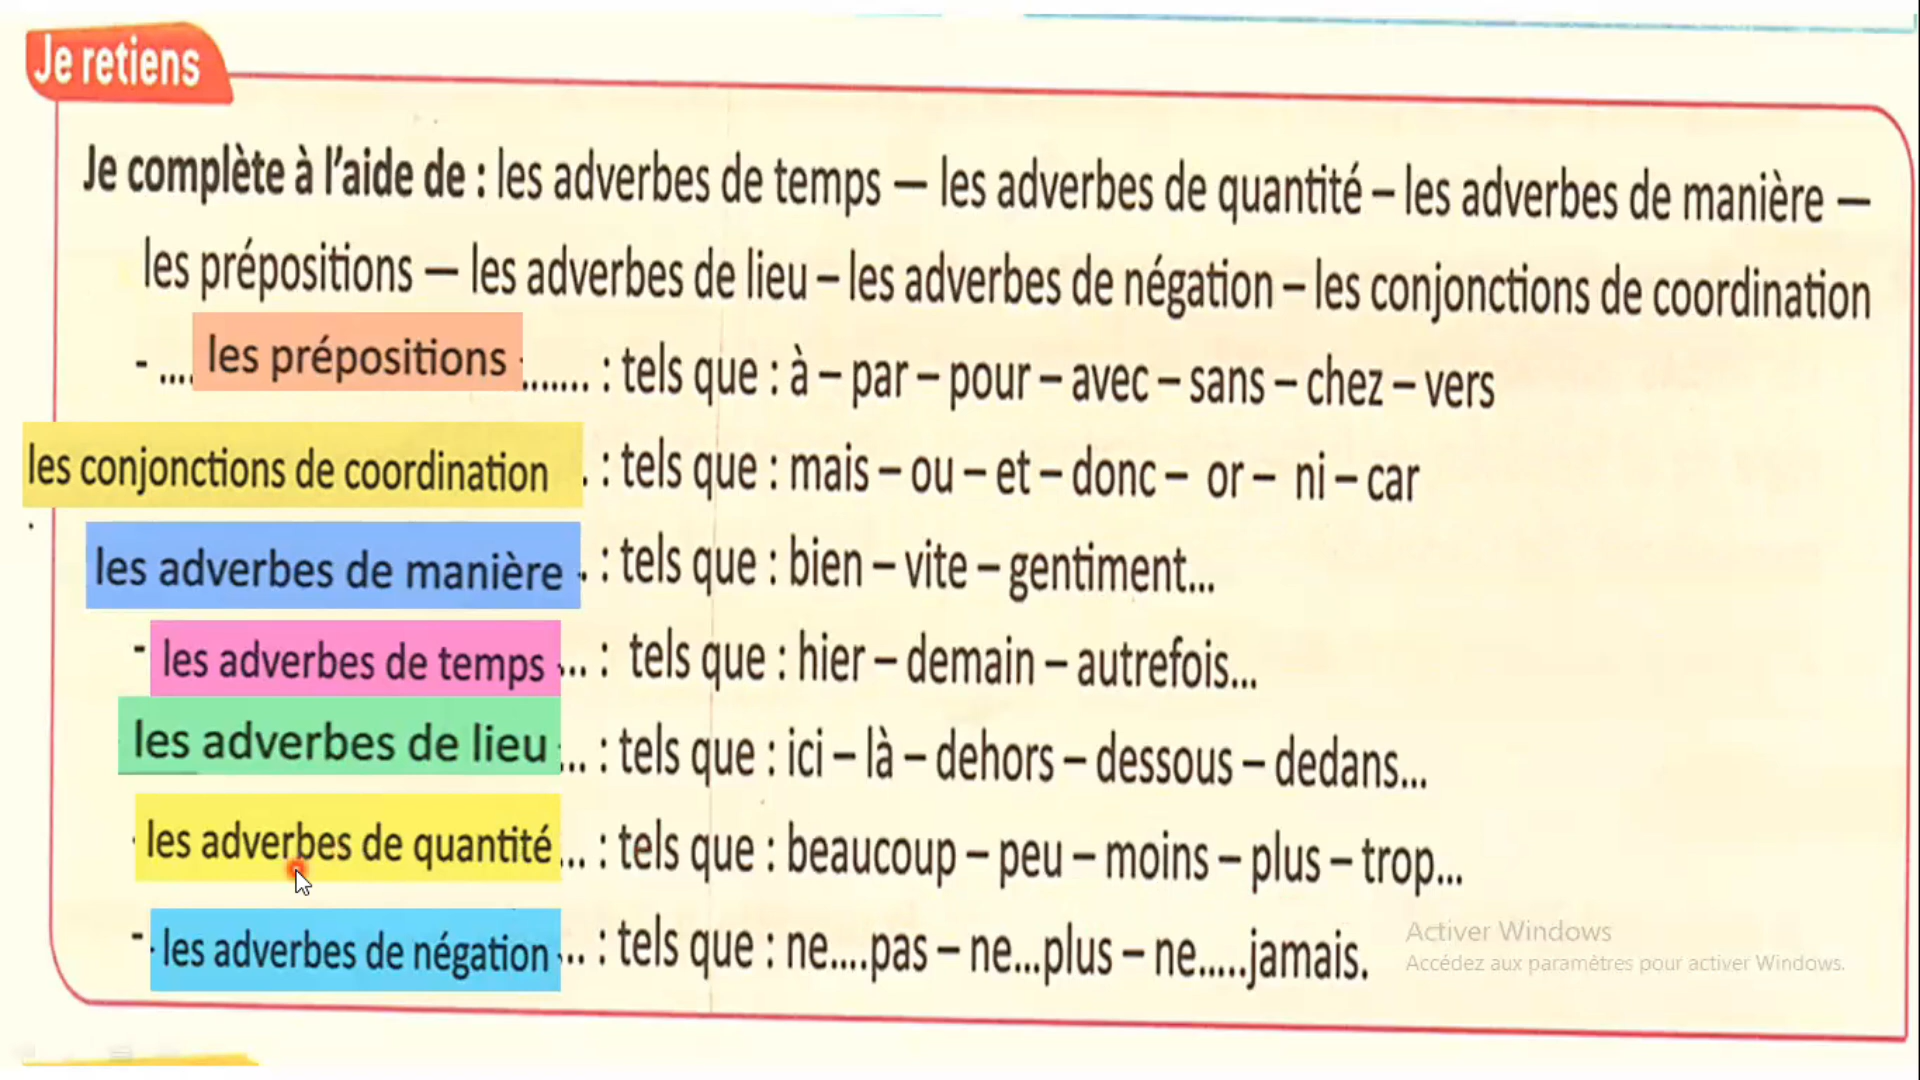 Je retiens
Je complète à l'aide de : les adverbes de temps — les adverbes de quantité – les adverbes de manière —
les prépositions — les adverbes de lieu – les adverbes de négation – les conjonctions de coordination
- .... les prépositions ....... : tels que : à – par – pour – avec – sans – chez – vers
les conjonctions de coordination . : tels que : mais – ou – et – donc – or – ni – car
les adverbes de manière . : tels que : bien – vite – gentiment...
- les adverbes de temps ... : tels que : hier – demain – autrefois...
les adverbes de lieu ... : tels que : ici – là – dehors – dessous – dedans...
les adverbes de quantité ... : tels que : beaucoup – peu – moins – plus – trop...
- les adverbes de négation ... : tels que : ne....pas – ne...plus – ne.....jamais.
Activer Windows
Accédez aux paramètres pour activer Windows.